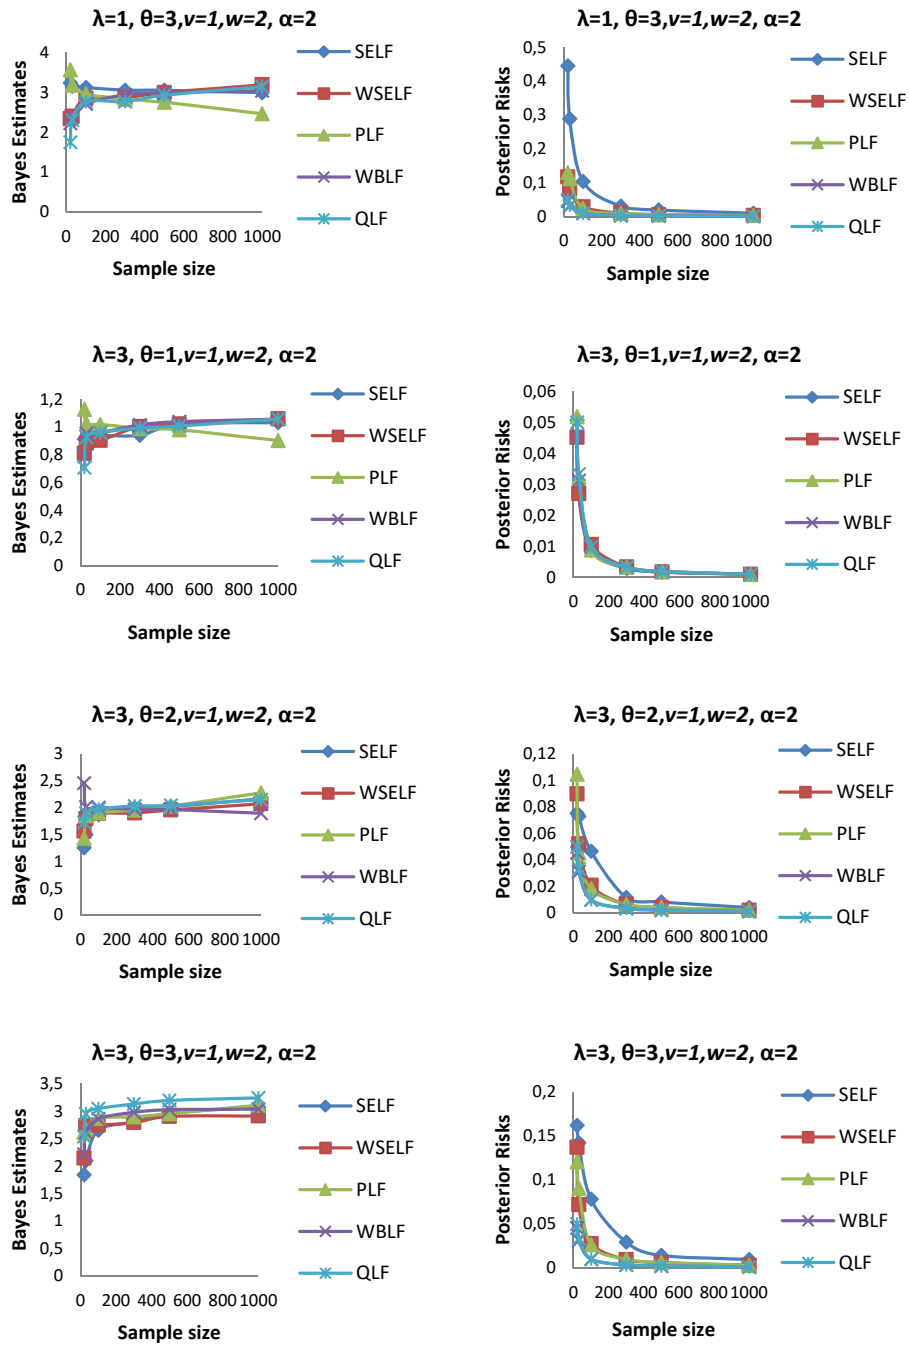 λ=1, θ=3,v=1,w=2, α=2
Bayes Estimates
4
3
2
1
0
0 200 400 600 800 1000
Sample size
SELF
WSELF
PLF
WBLF
QLF
λ=1, θ=3,v=1,w=2, α=2
Posterior Risks
0,5
0,4
0,3
0,2
0,1
0
0 200 400 600 800 1000
Sample size
SELF
WSELF
PLF
WBLF
QLF
λ=3, θ=1,v=1,w=2, α=2
Bayes Estimates
1,2
1
0,8
0,6
0,4
0,2
0
0 200 400 600 800 1000
Sample size
SELF
WSELF
PLF
WBLF
QLF
λ=3, θ=1,v=1,w=2, α=2
Posterior Risks
0,06
0,05
0,04
0,03
0,02
0,01
0
0 200 400 600 800 1000
Sample size
SELF
WSELF
PLF
WBLF
QLF
λ=3, θ=2,v=1,w=2, α=2
Bayes Estimates
3
2,5
2
1,5
1
0,5
0
0 200 400 600 800 1000
Sample size
SELF
WSELF
PLF
WBLF
QLF
λ=3, θ=2,v=1,w=2, α=2
Posterior Risks
0,12
0,1
0,08
0,06
0,04
0,02
0
0 200 400 600 800 1000
Sample size
SELF
WSELF
PLF
WBLF
QLF
λ=3, θ=3,v=1,w=2, α=2
Bayes Estimates
3,5
3
2,5
2
1,5
1
0,5
0
0 200 400 600 800 1000
Sample size
SELF
WSELF
PLF
WBLF
QLF
λ=3, θ=3,v=1,w=2, α=2
Posterior Risks
0,2
0,15
0,1
0,05
0
0 200 400 600 800 1000
Sample size
SELF
WSELF
PLF
WBLF
QLF